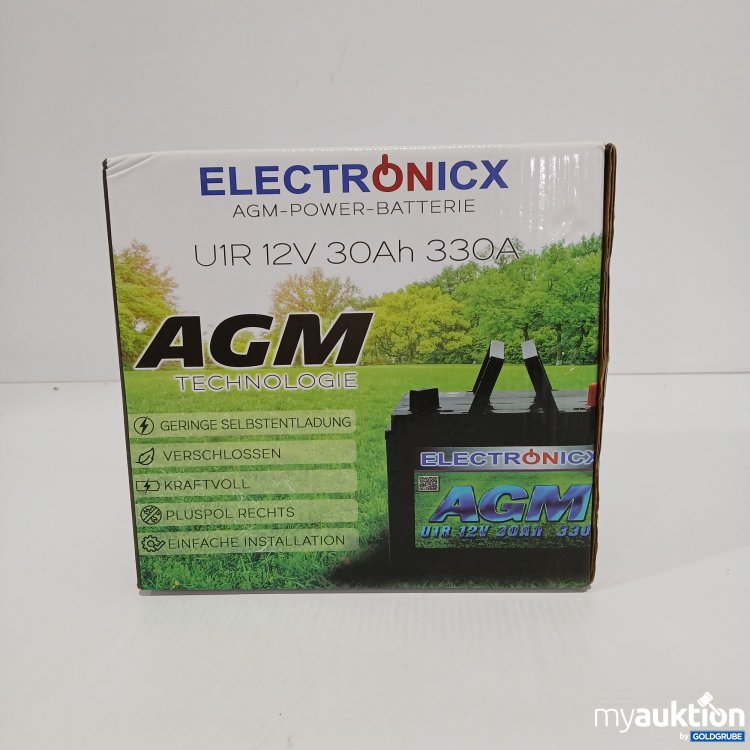 ELECTRONICX
AGM-POWER-BATTERIE
U1R 12V 30Ah 330A
AGM
TECHNOLOGIE
GERINGE SELBSTENTLADUNG
VERSCHLOSSEN
KRAFTVOLL
PLUSPOL RECHTS
EINFACHE INSTALLATION
ELECTRONICX
AGM
U1R 12V 30Ah 330
myauktion
by GOLDGRUBE